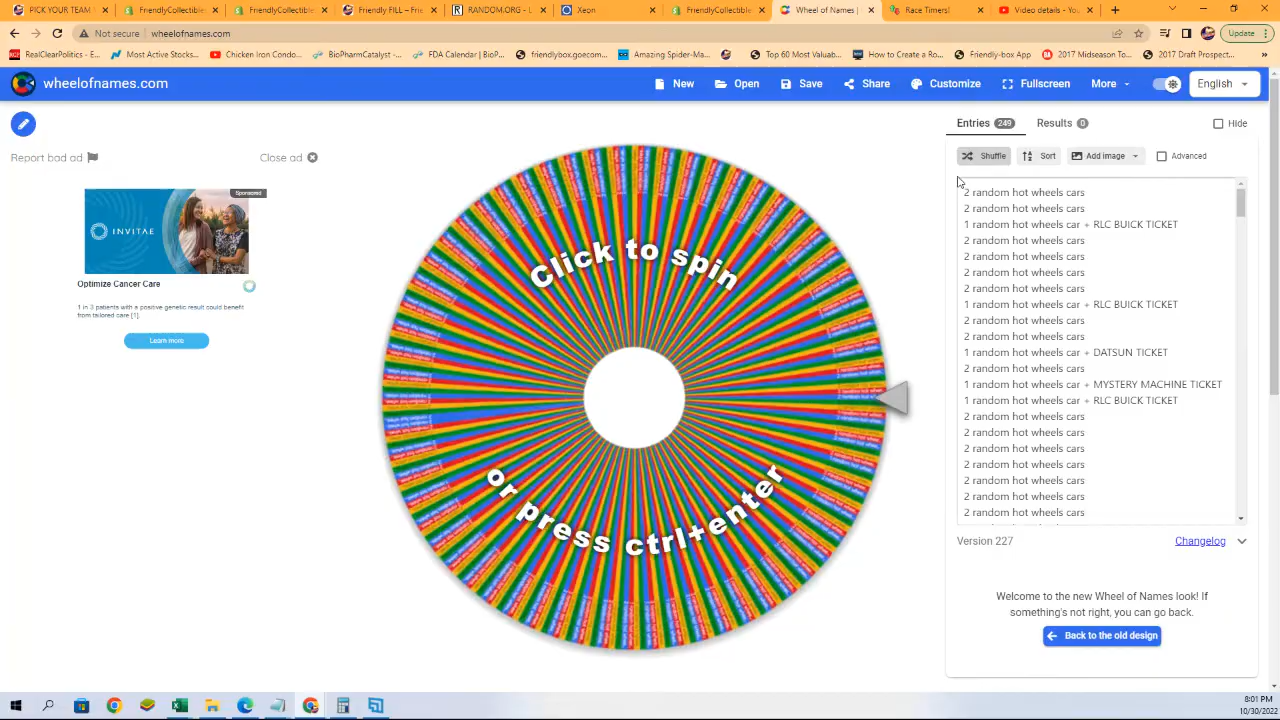 PICK YOUR TEAM
FriendlyCollectibles
FriendlyCollectible
Friendly FILL – Frie
RANDOM.ORG - L
Xeon
FriendlyCollectible
Wheel of Names |
Race Timers!
Video details - You
Not secure | wheelofnames.com
Update
RealClearPolitics - E...
Most Active Stocks...
Chicken Iron Condo...
BioPharmCatalyst -...
FDA Calendar | BioP...
friendlybox.goecom...
Amazing Spider-Ma...
Top 60 Most Valuab...
How to Create a Ro...
Friendly-box App
2017 Midseason To...
2017 Draft Prospect...
wheelofnames.com
New
Open
Save
Share
Customize
Fullscreen
More
English
Report bad ad
Close ad
Sponsored
INVITAE
Optimize Cancer Care
1 in 3 patients with a positive genetic result could benefit
from tailored care [1].
Learn more
Click to spin
or press ctrl+enter
Entries 249
Results 0
Hide
Shuffle
Sort
Add image
Advanced
2 random hot wheels cars
2 random hot wheels cars
1 random hot wheels car + RLC BUICK TICKET
2 random hot wheels cars
2 random hot wheels cars
2 random hot wheels cars
2 random hot wheels cars
1 random hot wheels car + RLC BUICK TICKET
2 random hot wheels cars
2 random hot wheels cars
1 random hot wheels car + DATSUN TICKET
2 random hot wheels cars
1 random hot wheels car + MYSTERY MACHINE TICKET
1 random hot wheels car + RLC BUICK TICKET
2 random hot wheels cars
2 random hot wheels cars
2 random hot wheels cars
2 random hot wheels cars
2 random hot wheels cars
2 random hot wheels cars
2 random hot wheels cars
Version 227
Changelog
Welcome to the new Wheel of Names look! If
something's not right, you can go back.
Back to the old design
8:01 PM
10/30/2022